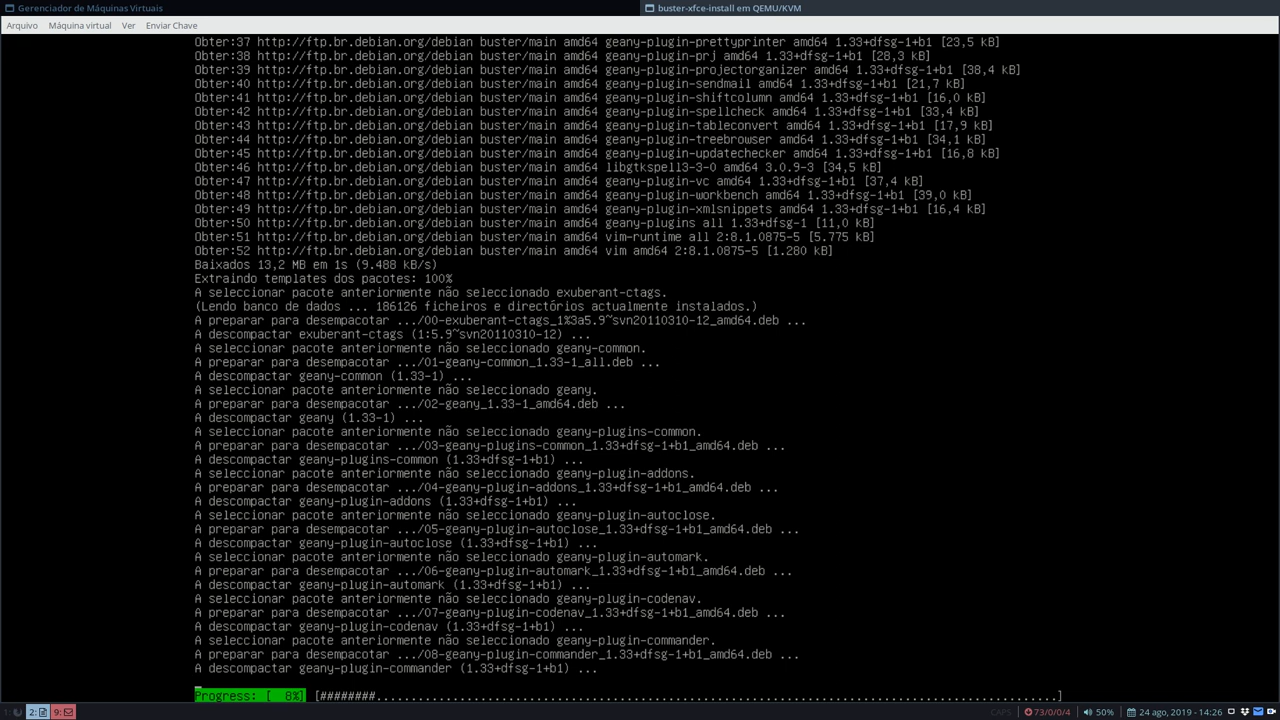 Gerenciador de Máquinas Virtuais
buster-xfce-install em QEMU/KVM
Arquivo Máquina virtual Ver Enviar Chave
Obter:37 http://ftp.br.debian.org/debian buster/main amd64 geany-plugin-prettyprinter amd64 1.33+dfsg-1+b1 [23,5 kB]
Obter:38 http://ftp.br.debian.org/debian buster/main amd64 geany-plugin-prj amd64 1.33+dfsg-1+b1 [28,3 kB]
Obter:39 http://ftp.br.debian.org/debian buster/main amd64 geany-plugin-projectorganizer amd64 1.33+dfsg-1+b1 [38,4 kB]
Obter:40 http://ftp.br.debian.org/debian buster/main amd64 geany-plugin-sendmail amd64 1.33+dfsg-1+b1 [21,7 kB]
Obter:41 http://ftp.br.debian.org/debian buster/main amd64 geany-plugin-shiftcolumn amd64 1.33+dfsg-1+b1 [16,0 kB]
Obter:42 http://ftp.br.debian.org/debian buster/main amd64 geany-plugin-spellcheck amd64 1.33+dfsg-1+b1 [33,4 kB]
Obter:43 http://ftp.br.debian.org/debian buster/main amd64 geany-plugin-tableconvert amd64 1.33+dfsg-1+b1 [17,9 kB]
Obter:44 http://ftp.br.debian.org/debian buster/main amd64 geany-plugin-treebrowser amd64 1.33+dfsg-1+b1 [34,1 kB]
Obter:45 http://ftp.br.debian.org/debian buster/main amd64 geany-plugin-updatechecker amd64 1.33+dfsg-1+b1 [16,8 kB]
Obter:46 http://ftp.br.debian.org/debian buster/main amd64 libgtkspell3-3-0 amd64 3.0.9-3 [34,5 kB]
Obter:47 http://ftp.br.debian.org/debian buster/main amd64 geany-plugin-vc amd64 1.33+dfsg-1+b1 [37,4 kB]
Obter:48 http://ftp.br.debian.org/debian buster/main amd64 geany-plugin-workbench amd64 1.33+dfsg-1+b1 [39,0 kB]
Obter:49 http://ftp.br.debian.org/debian buster/main amd64 geany-plugin-xmlsnippets amd64 1.33+dfsg-1+b1 [16,4 kB]
Obter:50 http://ftp.br.debian.org/debian buster/main amd64 geany-plugins all 1.33+dfsg-1 [11,0 kB]
Obter:51 http://ftp.br.debian.org/debian buster/main amd64 vim-runtime all 2:8.1.0875-5 [5.775 kB]
Obter:52 http://ftp.br.debian.org/debian buster/main amd64 vim amd64 2:8.1.0875-5 [1.280 kB]
Baixados 13,2 MB em 1s (9.488 kB/s)
Extraindo templates dos pacotes: 100%
A seleccionar pacote anteriormente não seleccionado exuberant-ctags.
(Lendo banco de dados ... 186126 ficheiros e directórios actualmente instalados.)
A preparar para desempacotar .../00-exuberant-ctags_1%3a5.9~svn20110310-12_amd64.deb ...
A descompactar exuberant-ctags (1:5.9~svn20110310-12) ...
A seleccionar pacote anteriormente não seleccionado geany-common.
A preparar para desempacotar .../01-geany-common_1.33-1_all.deb ...
A descompactar geany-common (1.33-1) ...
A seleccionar pacote anteriormente não seleccionado geany.
A preparar para desempacotar .../02-geany_1.33-1_amd64.deb ...
A descompactar geany (1.33-1) ...
A seleccionar pacote anteriormente não seleccionado geany-plugins-common.
A preparar para desempacotar .../03-geany-plugins-common_1.33+dfsg-1+b1_amd64.deb ...
A descompactar geany-plugins-common (1.33+dfsg-1+b1) ...
A seleccionar pacote anteriormente não seleccionado geany-plugin-addons.
A preparar para desempacotar .../04-geany-plugin-addons_1.33+dfsg-1+b1_amd64.deb ...
A descompactar geany-plugin-addons (1.33+dfsg-1+b1) ...
A seleccionar pacote anteriormente não seleccionado geany-plugin-autoclose.
A preparar para desempacotar .../05-geany-plugin-autoclose_1.33+dfsg-1+b1_amd64.deb ...
A descompactar geany-plugin-autoclose (1.33+dfsg-1+b1) ...
A seleccionar pacote anteriormente não seleccionado geany-plugin-automark.
A preparar para desempacotar .../06-geany-plugin-automark_1.33+dfsg-1+b1_amd64.deb ...
A descompactar geany-plugin-automark (1.33+dfsg-1+b1) ...
A seleccionar pacote anteriormente não seleccionado geany-plugin-codenav.
A preparar para desempacotar .../07-geany-plugin-codenav_1.33+dfsg-1+b1_amd64.deb ...
A descompactar geany-plugin-codenav (1.33+dfsg-1+b1) ...
A seleccionar pacote anteriormente não seleccionado geany-plugin-commander.
A preparar para desempacotar .../08-geany-plugin-commander_1.33+dfsg-1+b1_amd64.deb ...
A descompactar geany-plugin-commander (1.33+dfsg-1+b1) ...
Progress: [  8%] [########..................................................................................................]
1: 2: 9: CAPS 73/0/0/4 50% 24 ago, 2019 - 14:26